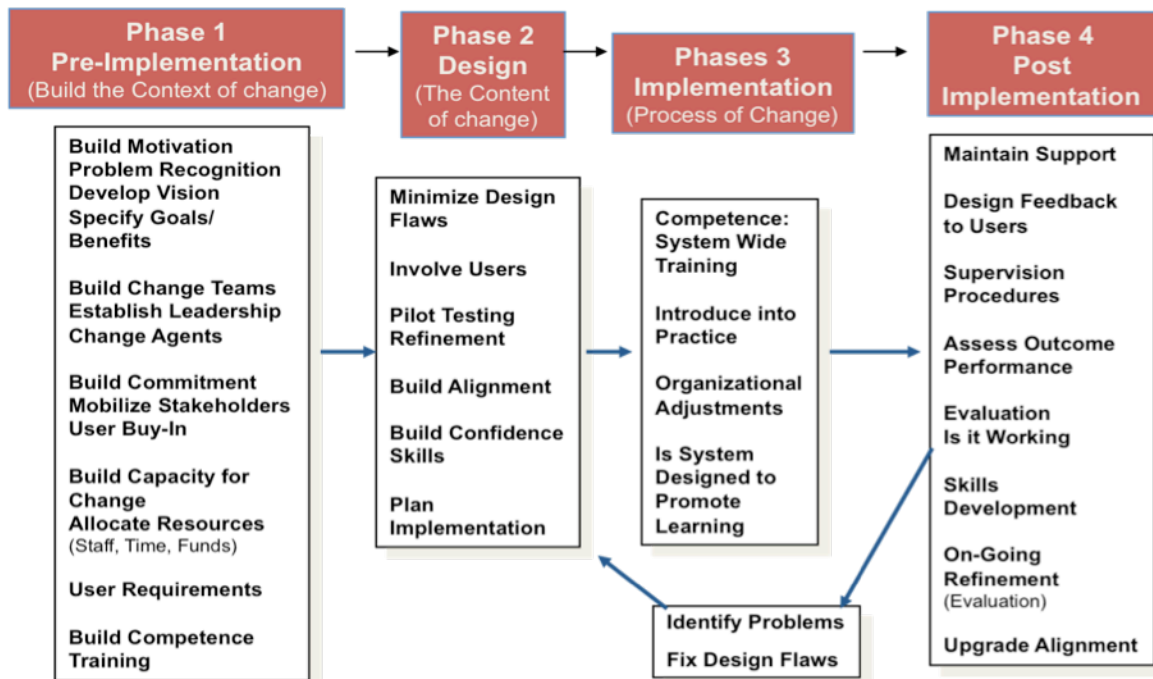 Phase 1
Pre-Implementation
(Build the Context of change)
Phase 2
Design
(The Content
of change)
Phases 3
Implementation
(Process of Change)
Phase 4
Post
Implementation
Build Motivation
Problem Recognition
Develop Vision
Specify Goals/
Benefits
Build Change Teams
Establish Leadership
Change Agents
Build Commitment
Mobilize Stakeholders
User Buy-In
Build Capacity for
Change
Allocate Resources
(Staff, Time, Funds)
User Requirements
Build Competence
Training
Minimize Design
Flaws
Involve Users
Pilot Testing
Refinement
Build Alignment
Build Confidence
Skills
Plan
Implementation
Competence:
System Wide
Training
Introduce into
Practice
Organizational
Adjustments
Is System
Designed to
Promote
Learning
Maintain Support
Design Feedback
to Users
Supervision
Procedures
Assess Outcome
Performance
Evaluation
Is it Working
Skills
Development
On-Going
Refinement
(Evaluation)
Upgrade Alignment
Identify Problems
Fix Design Flaws